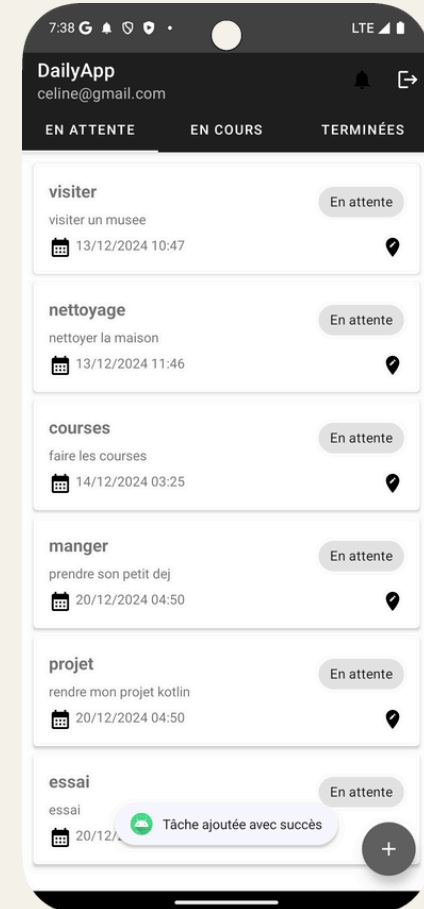 7:38 G
LTE
DailyApp
celine@gmail.com
EN ATTENTE
EN COURS
TERMINÉES
visiter
En attente
visiter un musee
13/12/2024 10:47
nettoyage
En attente
nettoyer la maison
13/12/2024 11:46
courses
En attente
faire les courses
14/12/2024 03:25
manger
En attente
prendre son petit dej
20/12/2024 04:50
projet
En attente
rendre mon projet kotlin
20/12/2024 04:50
essai
En attente
essai
20/12/
Tâche ajoutée avec succès
+